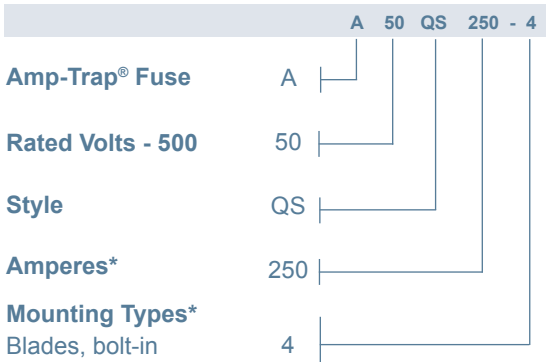 A 50 QS 250 - 4
Amp-Trap® Fuse A
Rated Volts - 500 50
Style QS
Amperes* 250
Mounting Types*
Blades, bolt-in 4